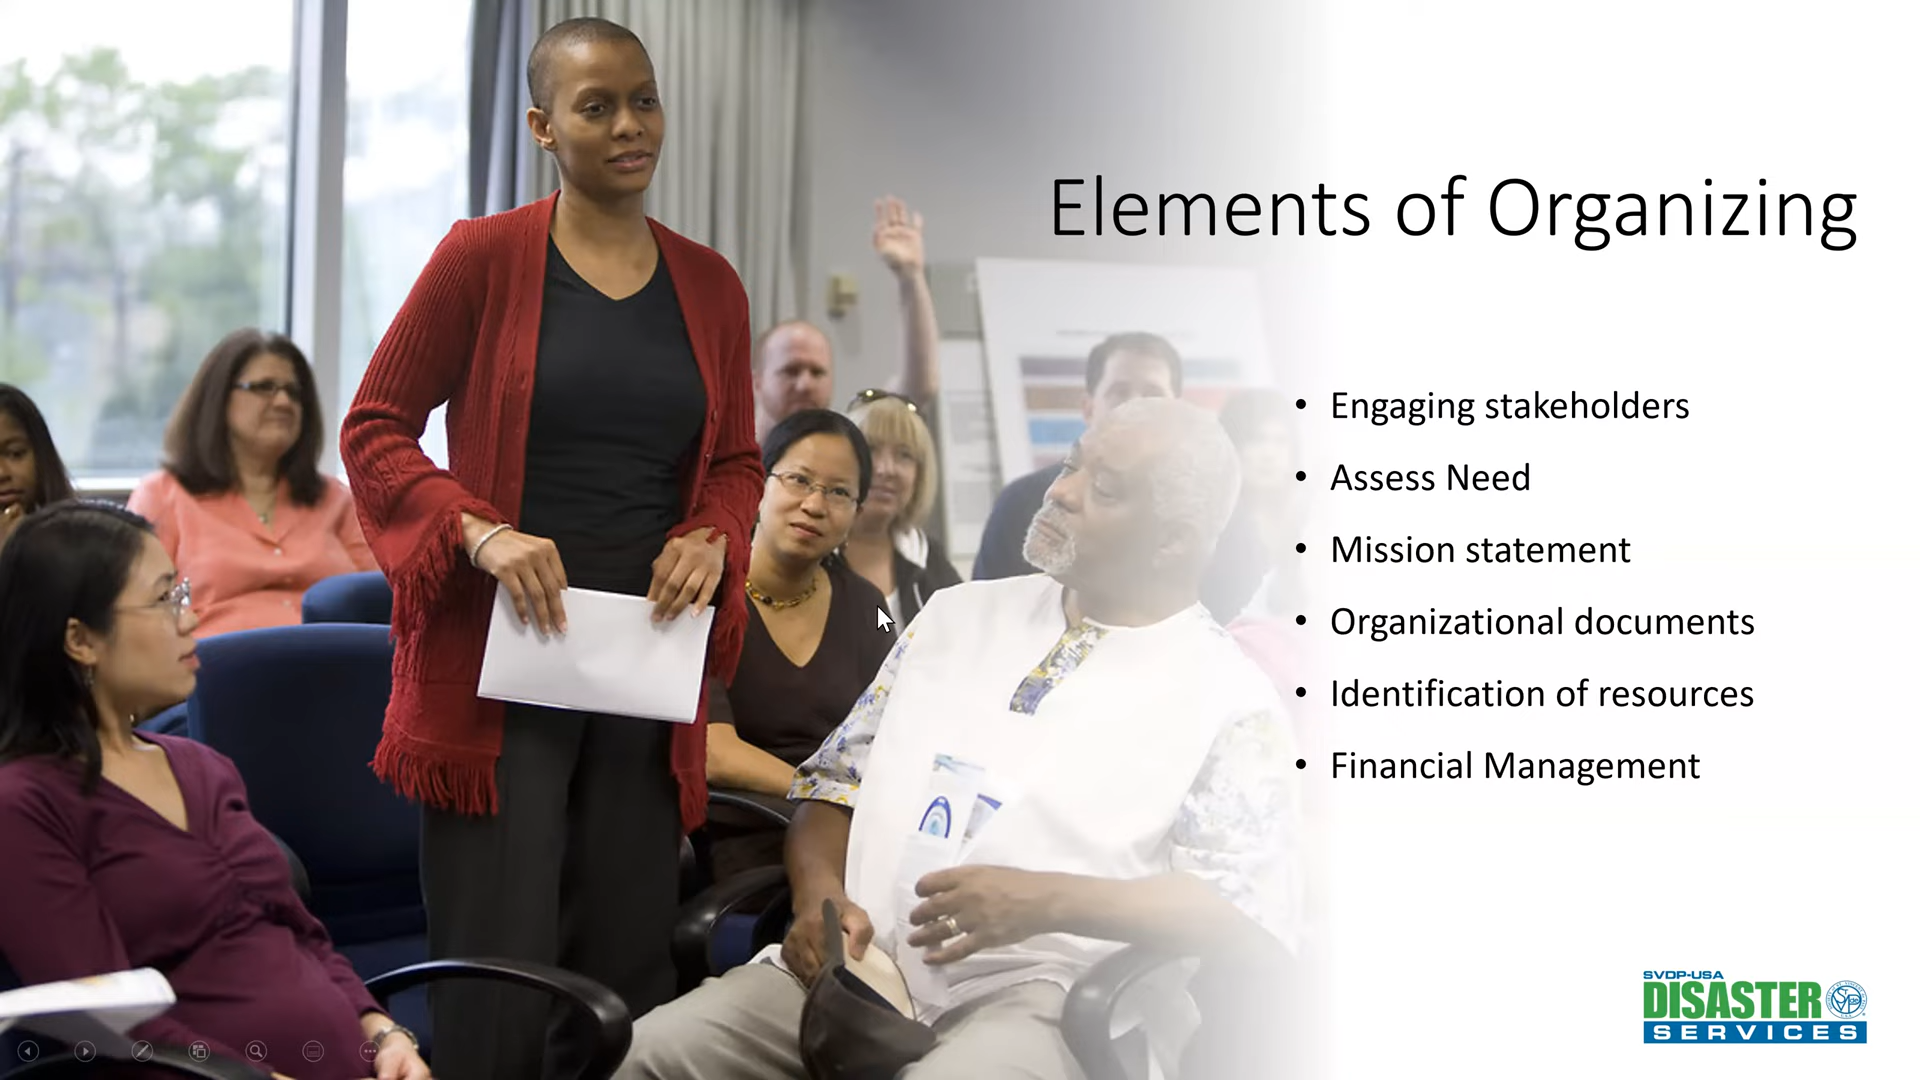 Elements of Organizing
• Engaging stakeholders
• Assess Need
• Mission statement
• Organizational documents
• Identification of resources
• Financial Management
SVDP-USA
DISASTER
SERVICES